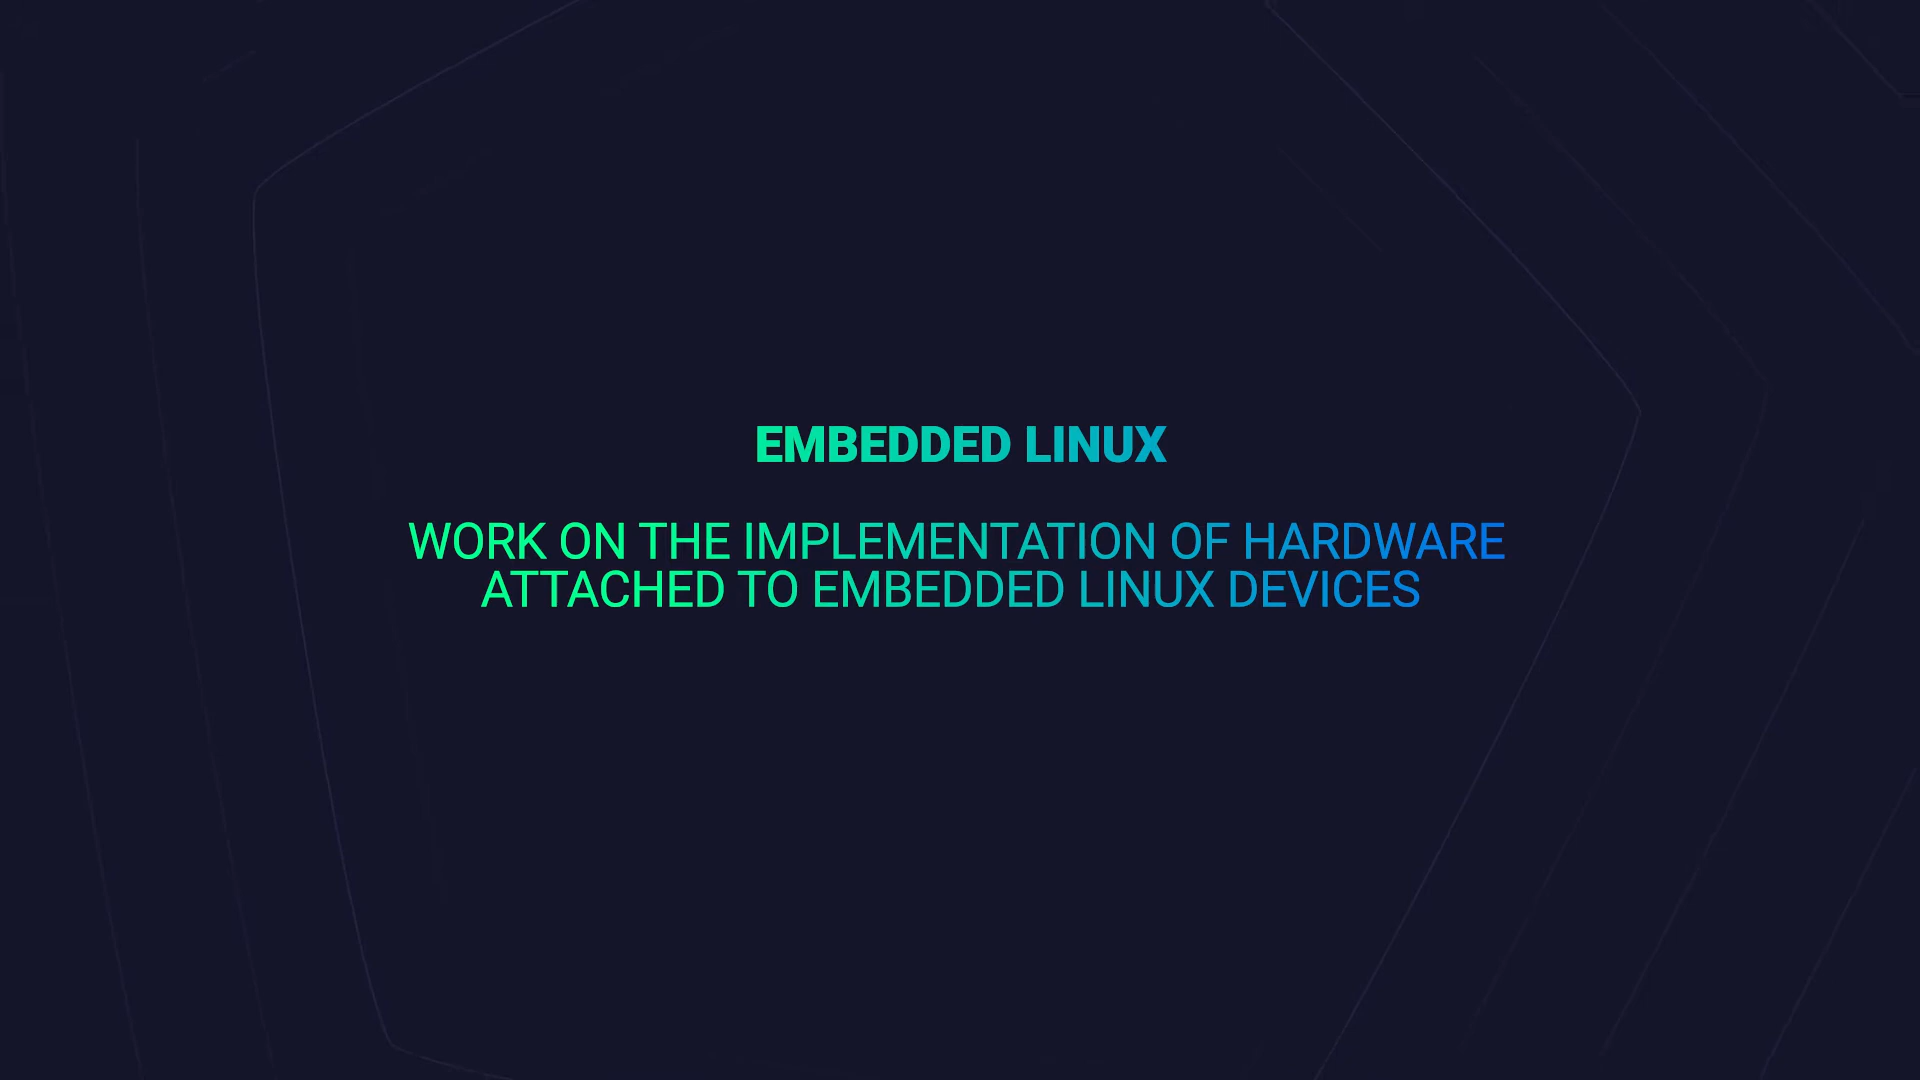 EMBEDDED LINUX
WORK ON THE IMPLEMENTATION OF HARDWARE
ATTACHED TO EMBEDDED LINUX DEVICES